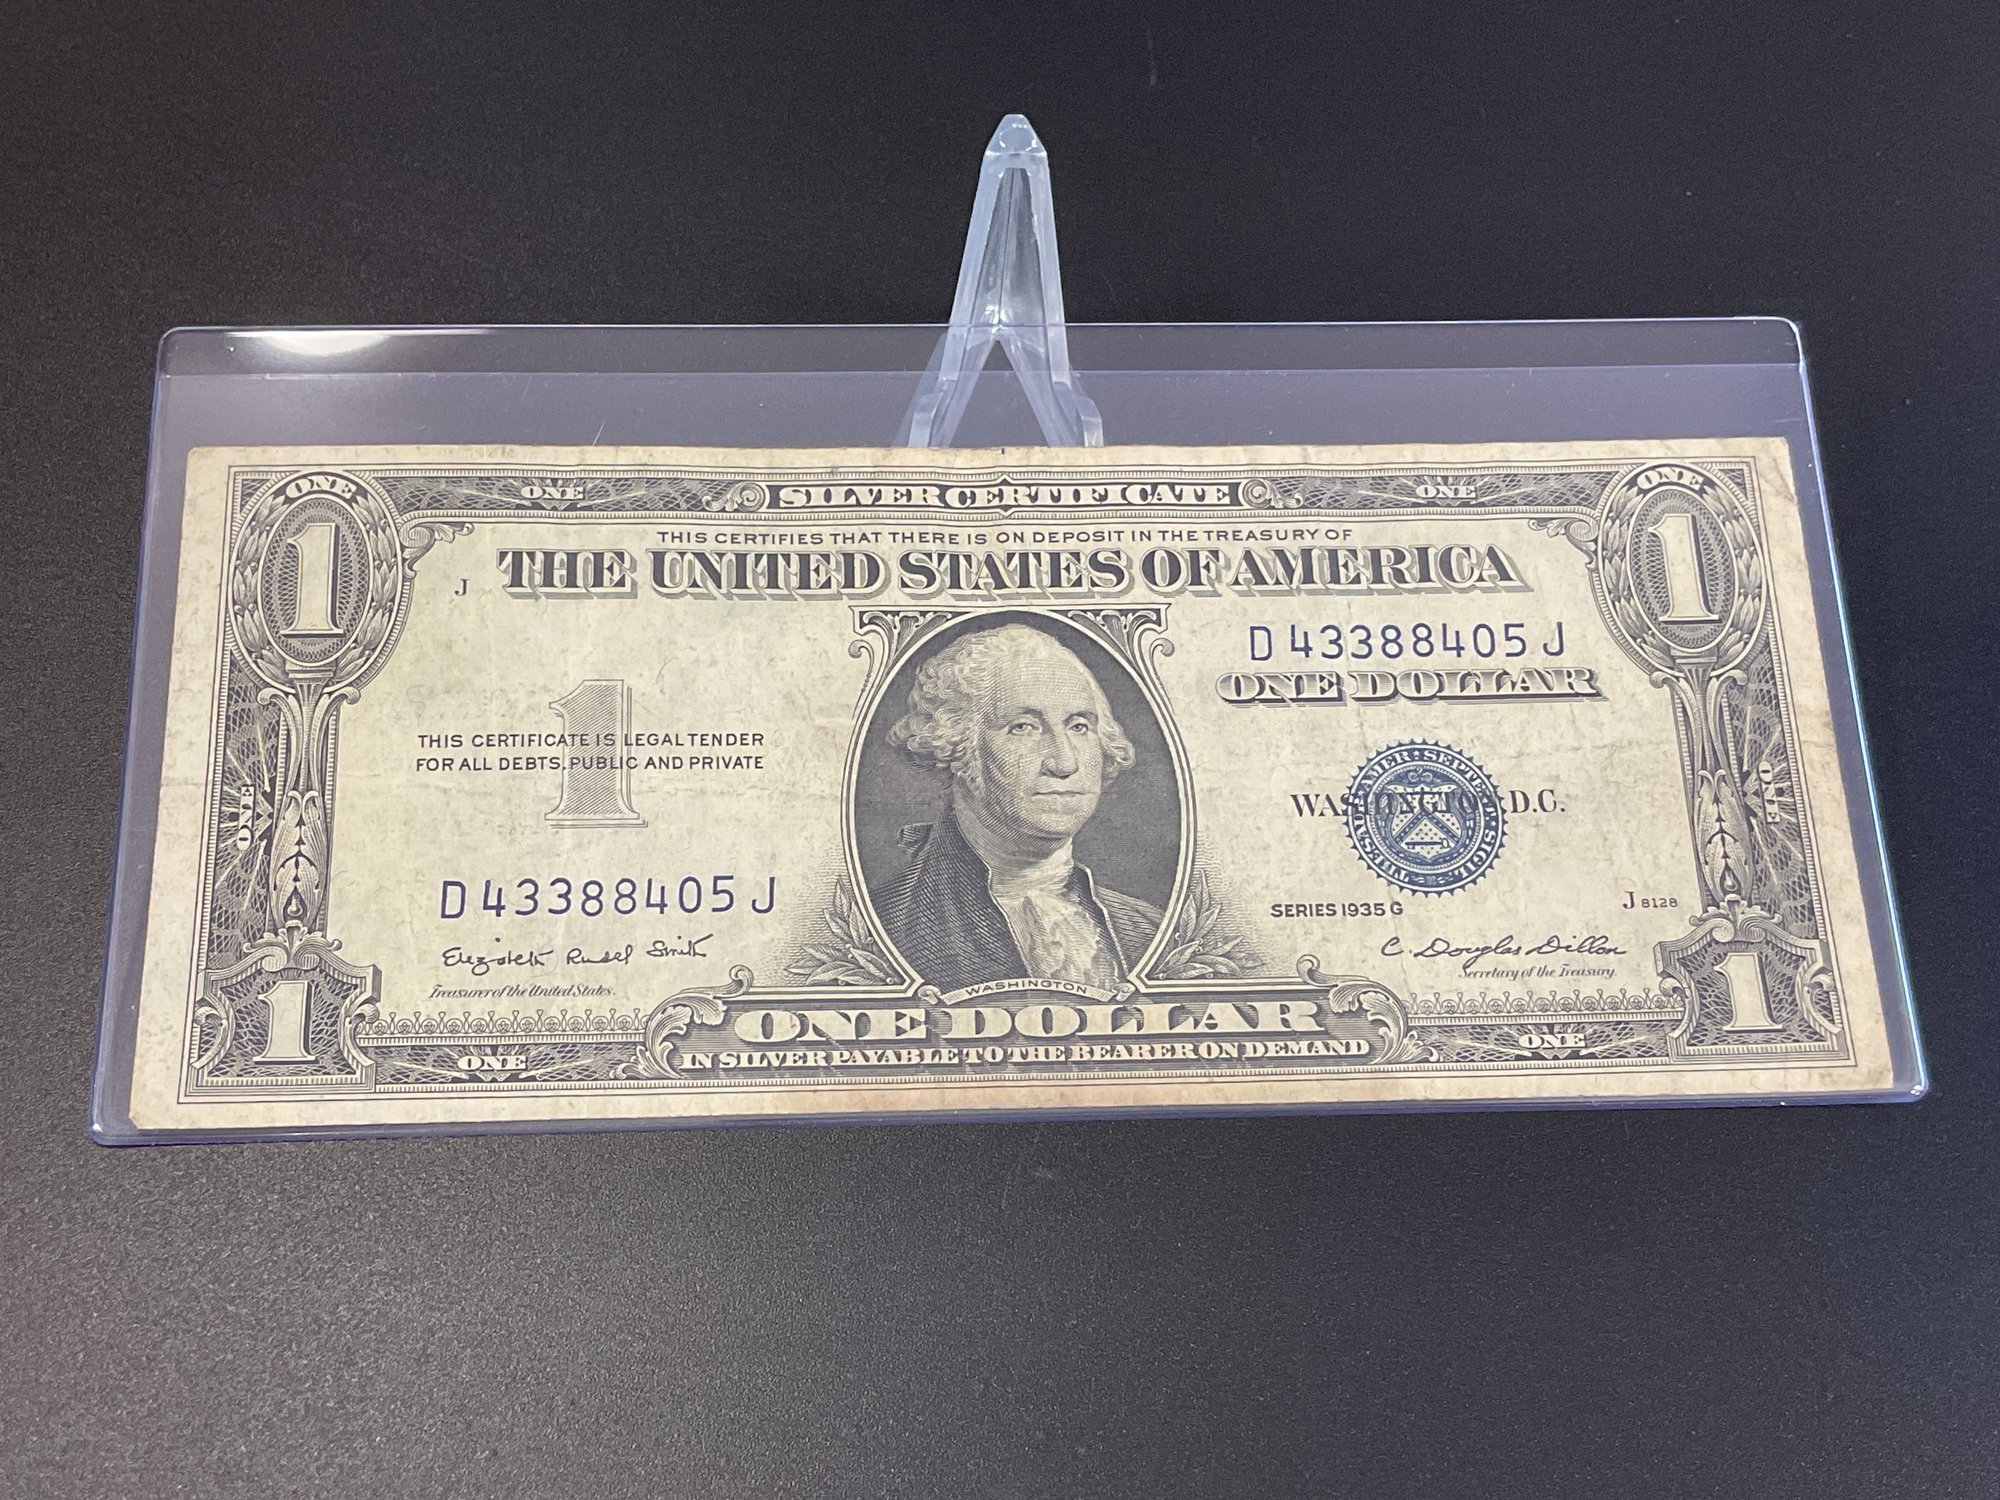 ONE ONE SILVER CERTIFICATE ONE ONE
1 1
THIS CERTIFIES THAT THERE IS ON DEPOSIT IN THE TREASURY OF
J THE UNITED STATES OF AMERICA
D 43388405 J
ONE DOLLAR
1
THIS CERTIFICATE IS LEGAL TENDER
FOR ALL DEBTS, PUBLIC AND PRIVATE
ONE
ONE
WASHINGTON, D.C.
D 43388405 J
SERIES 1935 G
J 8128
Elizabeth Rudel Smith
Treasurer of the United States.
C. Douglas Dillon
Secretary of the Treasury.
WASHINGTON
1 ONE DOLLAR 1
ONE IN SILVER PAYABLE TO THE BEARER ON DEMAND ONE